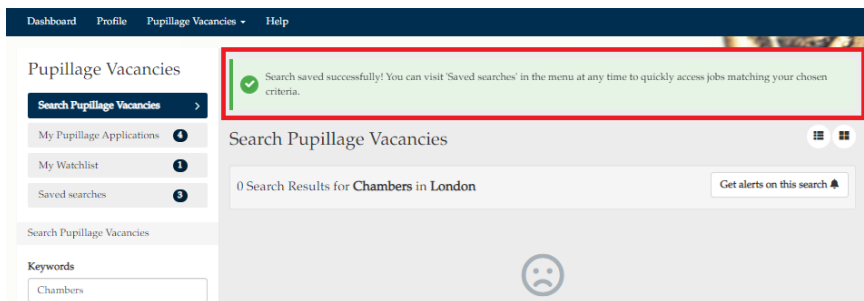 Dashboard Profile Pupillage Vacancies Help
Pupillage Vacancies
Search Pupillage Vacancies
My Pupillage Applications 4
My Watchlist 1
Saved searches 3
Search Pupillage Vacancies
Keywords
Chambers
Search saved successfully! You can visit 'Saved searches' in the menu at any time to quickly access jobs matching your chosen
criteria.
Search Pupillage Vacancies
0 Search Results for Chambers in London
Get alerts on this search